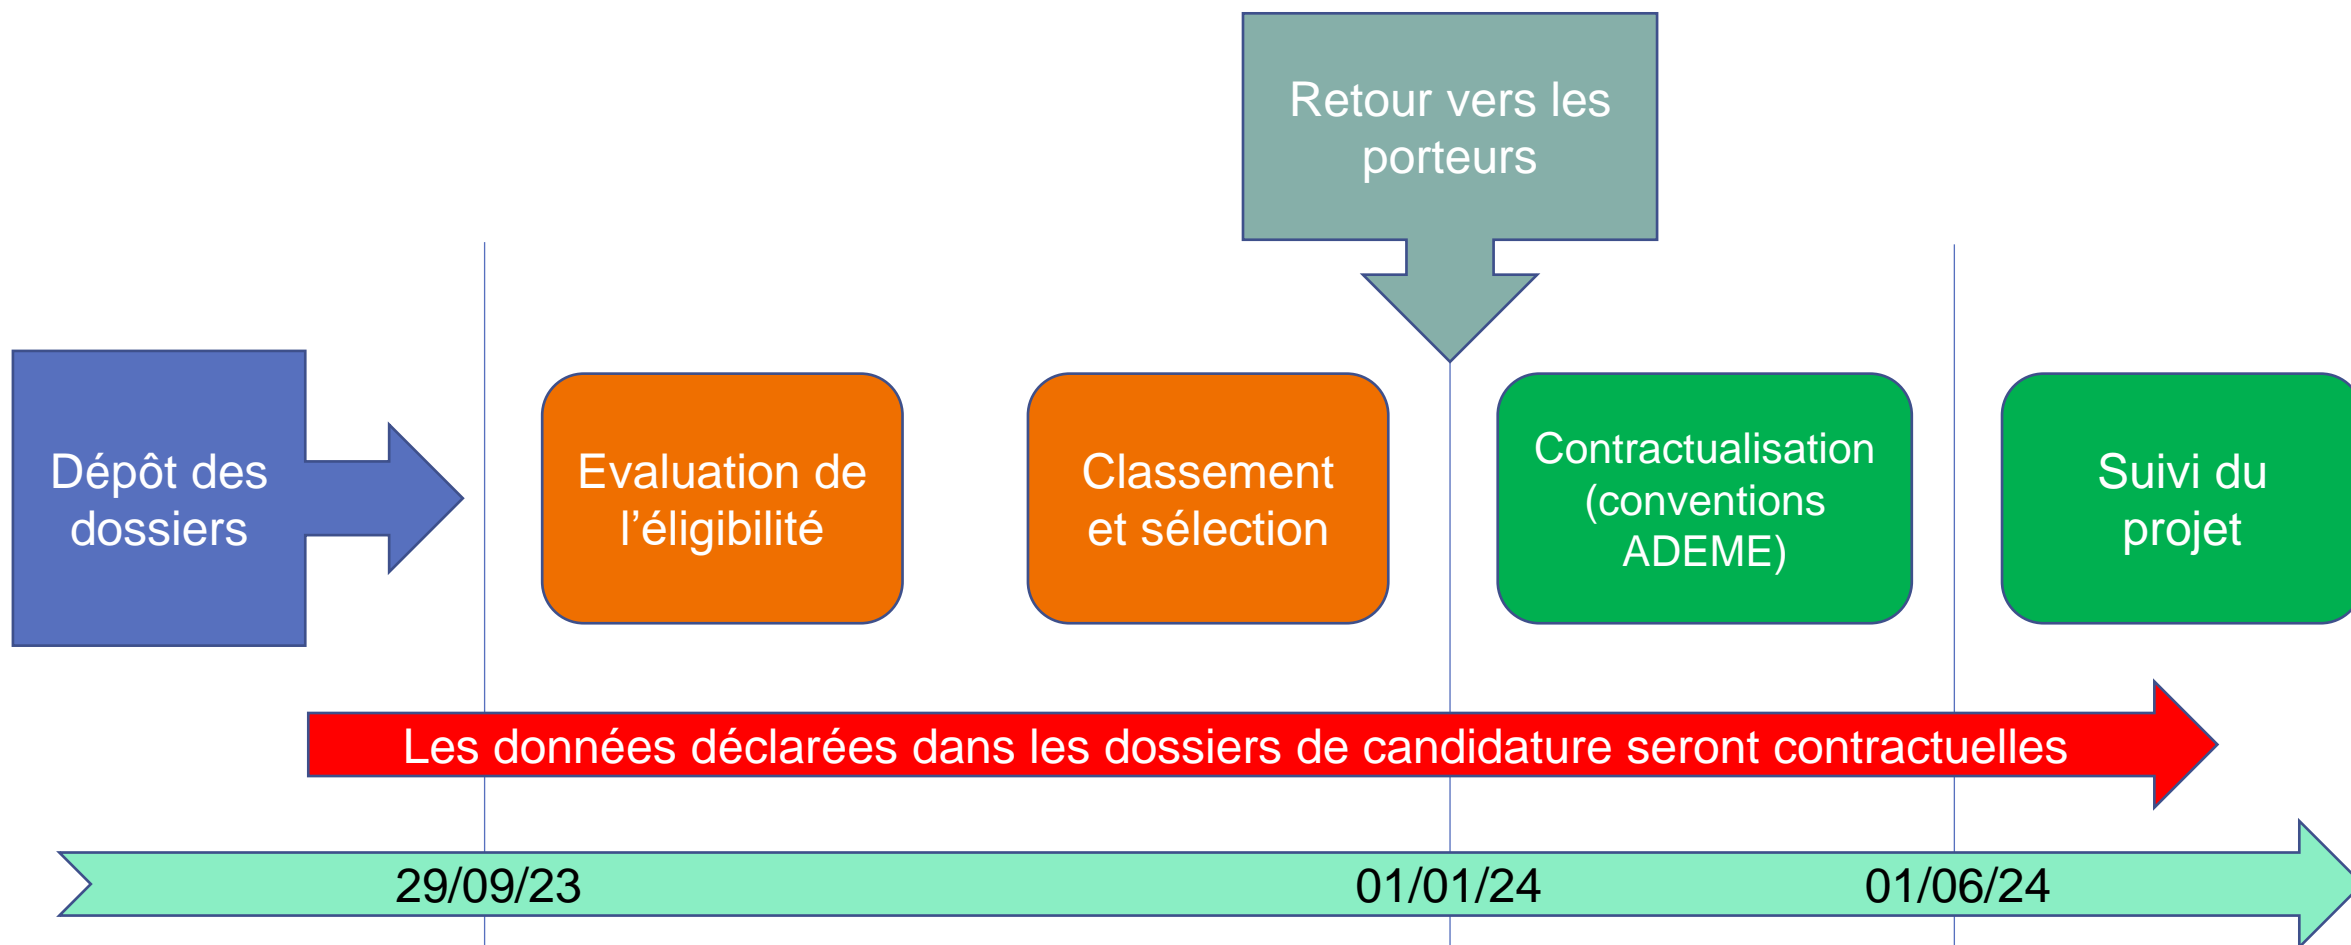 Retour vers les
porteurs
Dépôt des
dossiers
Evaluation de
l’éligibilité
Classement
et sélection
Contractualisation
(conventions
ADEME)
Suivi du
projet
Les données déclarées dans les dossiers de candidature seront contractuelles
29/09/23
01/01/24
01/06/24